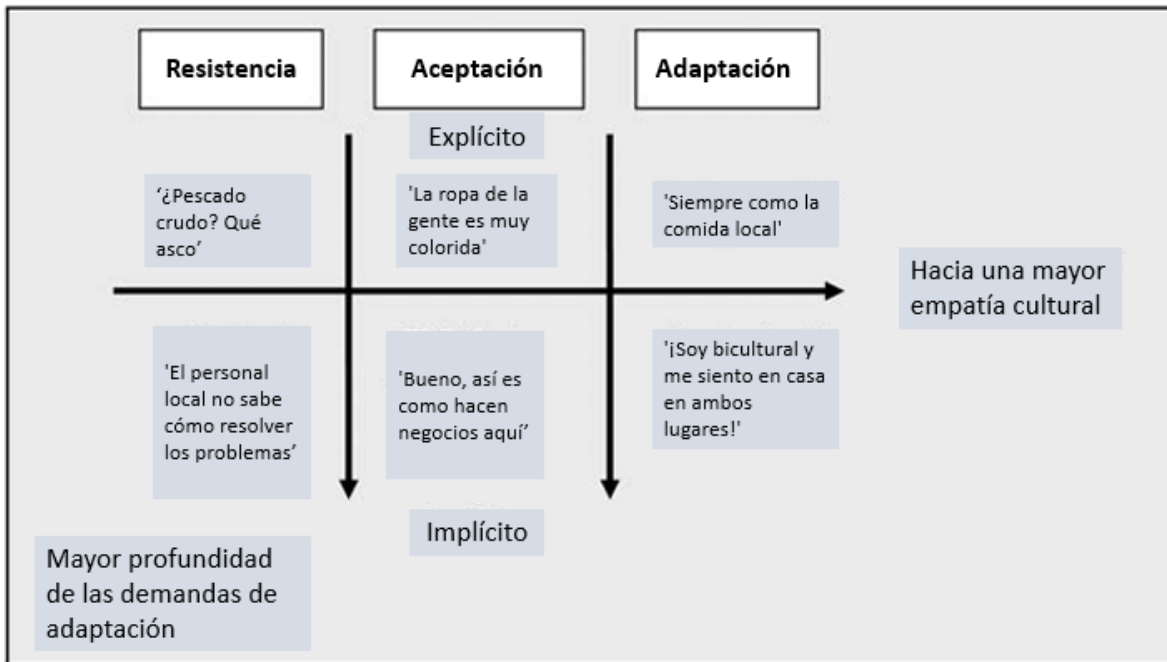 Resistencia
Aceptación
Adaptación
Explícito
‘¿Pescado
crudo? Qué
asco’
'La ropa de la
gente es muy
colorida'
'Siempre como la
comida local'
Hacia una mayor
empatía cultural
'El personal
local no sabe
cómo resolver
los problemas’
'Bueno, así es
como hacen
negocios aquí’
'¡Soy bicultural y
me siento en casa
en ambos
lugares!'
Implícito
Mayor profundidad
de las demandas de
adaptación